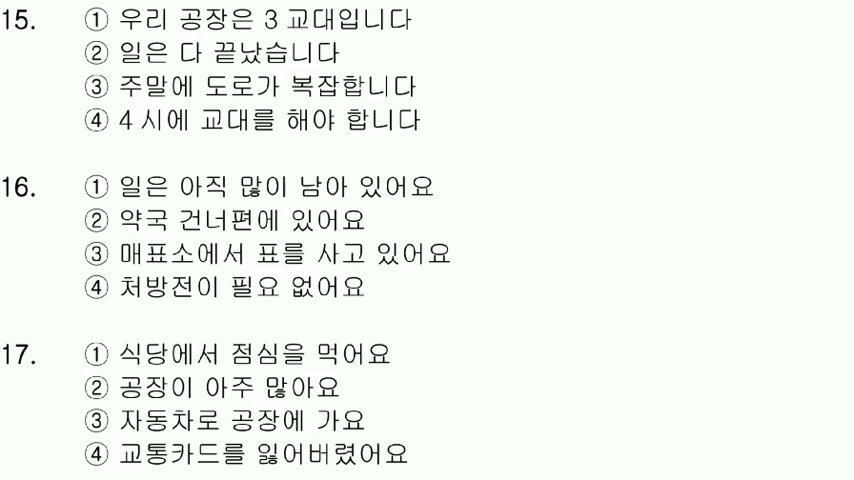 15. ① 우리 공장은 3 교대입니다
② 일은 다 끝났습니다
③ 주말에 도로가 복잡합니다
④ 4 시에 교대를 해야 합니다
16. ① 일은 아직 많이 남아 있어요
② 약국 건너편에 있어요
③ 매표소에서 표를 사고 있어요
④ 처방전이 필요 없어요
17. ① 식당에서 점심을 먹어요
② 공장이 아주 많아요
③ 자동차로 공장에 가요
④ 교통카드를 잃어버렸어요